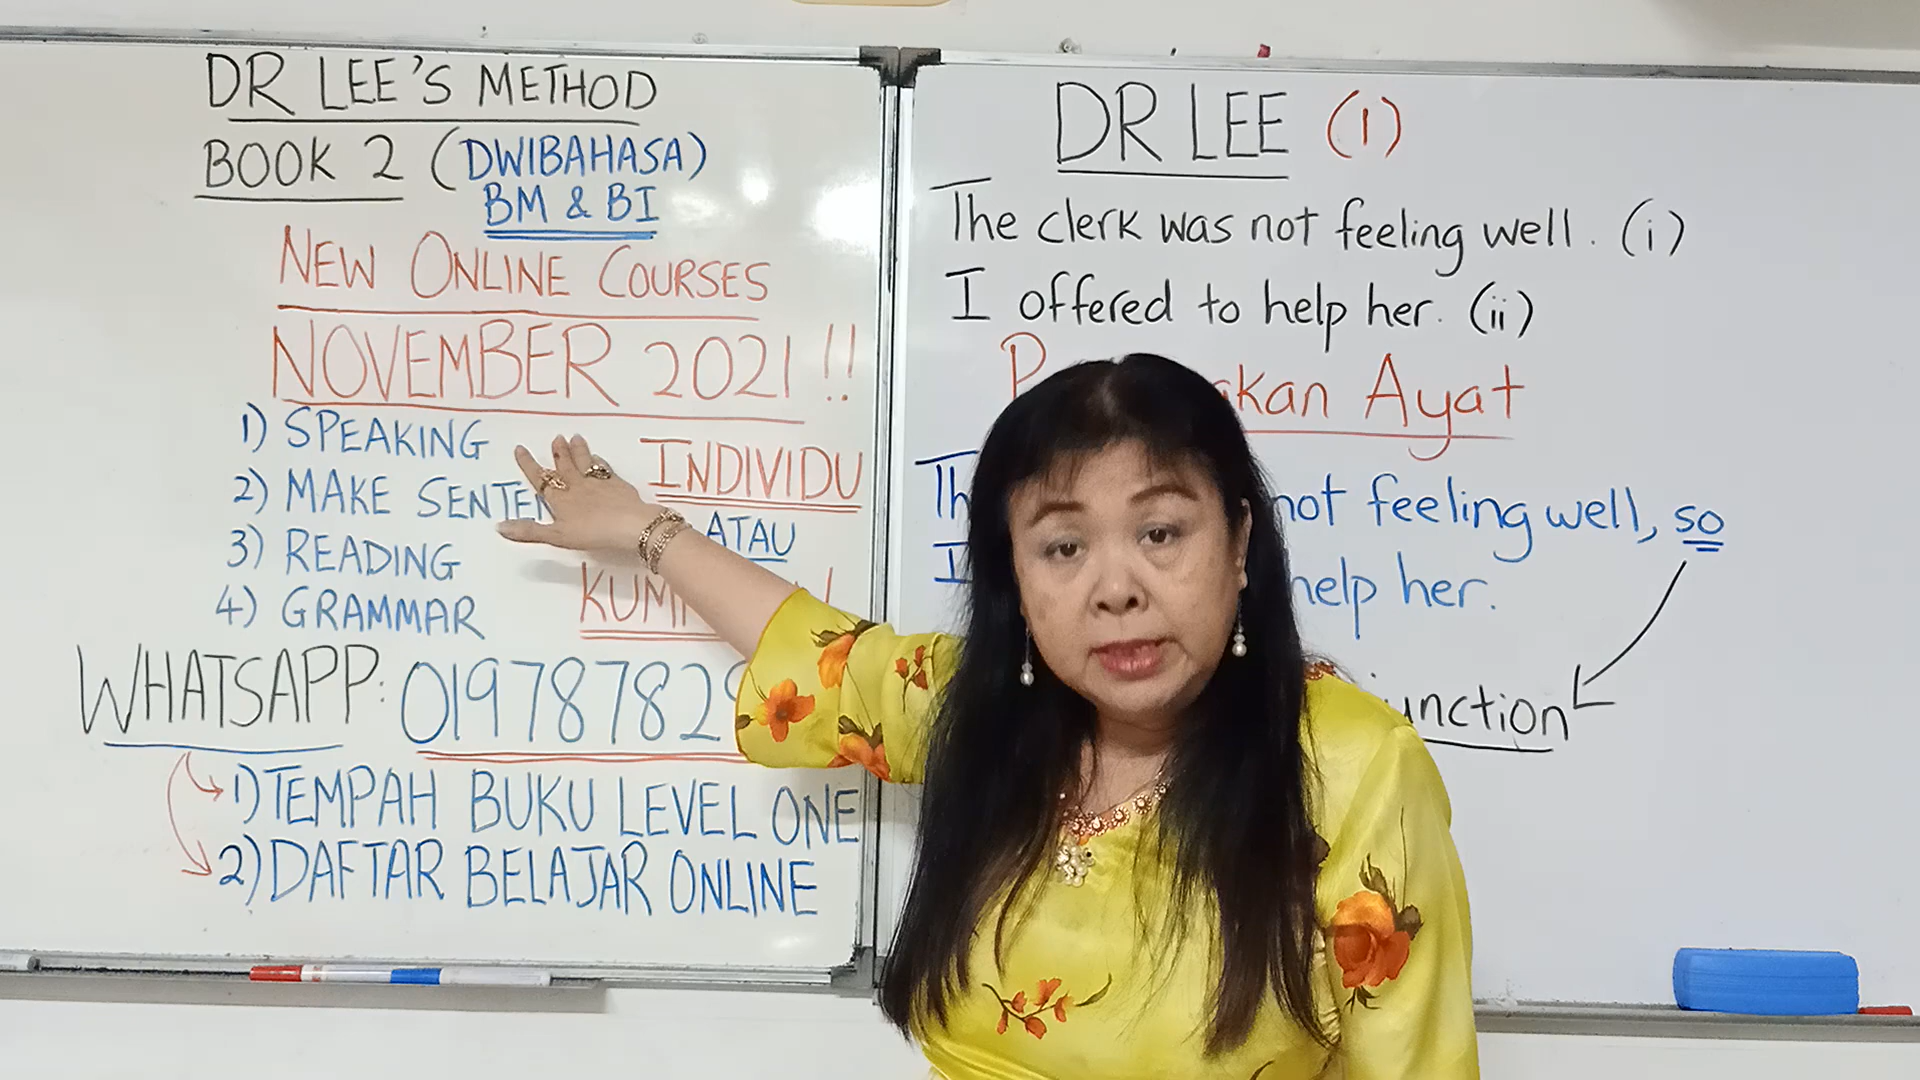 DR LEE'S METHOD
BOOK 2 (DWIBAHASA)
BM & BI
NEW ONLINE COURSES
NOVEMBER 2021 !!
1) SPEAKING
2) MAKE
3) READING
4) GRAMMAR
INDIVIDU
ATAU
WHATSAPP:
1) TEMPAH BUKU LEVEL ONE
2) DAFTAR BELAJAR ONLINE
DR LEE (1)
The clerk was not feeling well. (i)
I offered to help her. (ii)
Ayat
not feeling well, so
I help her.